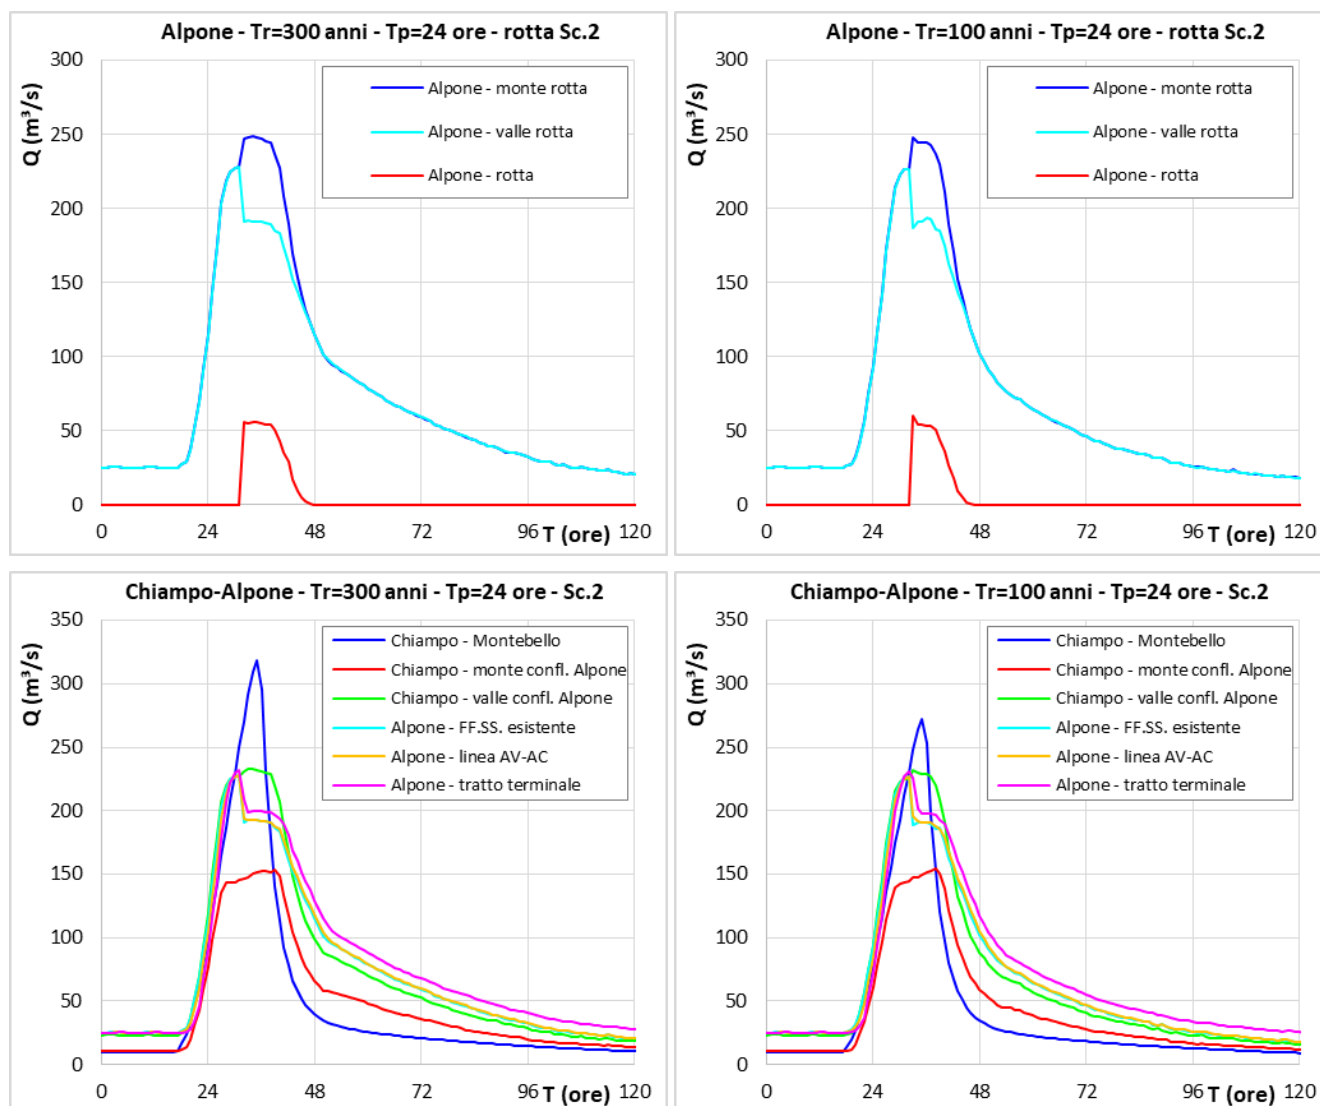 Alpone - Tr=300 anni - Tp=24 ore - rotta Sc.2
Q (m³/s)
300
250
200
150
100
50
0
Alpone - monte rotta
Alpone - valle rotta
Alpone - rotta
0 24 48 72 96 T (ore) 120
Alpone - Tr=100 anni - Tp=24 ore - rotta Sc.2
Q (m³/s)
300
250
200
150
100
50
0
Alpone - monte rotta
Alpone - valle rotta
Alpone - rotta
0 24 48 72 96 T (ore) 120
Chiampo-Alpone - Tr=300 anni - Tp=24 ore - Sc.2
Q (m³/s)
350
300
250
200
150
100
50
0
Chiampo - Montebello
Chiampo - monte confl. Alpone
Chiampo - valle confl. Alpone
Alpone - FF.SS. esistente
Alpone - linea AV-AC
Alpone - tratto terminale
0 24 48 72 96 T (ore) 120
Chiampo-Alpone - Tr=100 anni - Tp=24 ore - Sc.2
Q (m³/s)
350
300
250
200
150
100
50
0
Chiampo - Montebello
Chiampo - monte confl. Alpone
Chiampo - valle confl. Alpone
Alpone - FF.SS. esistente
Alpone - linea AV-AC
Alpone - tratto terminale
0 24 48 72 96 T (ore) 120